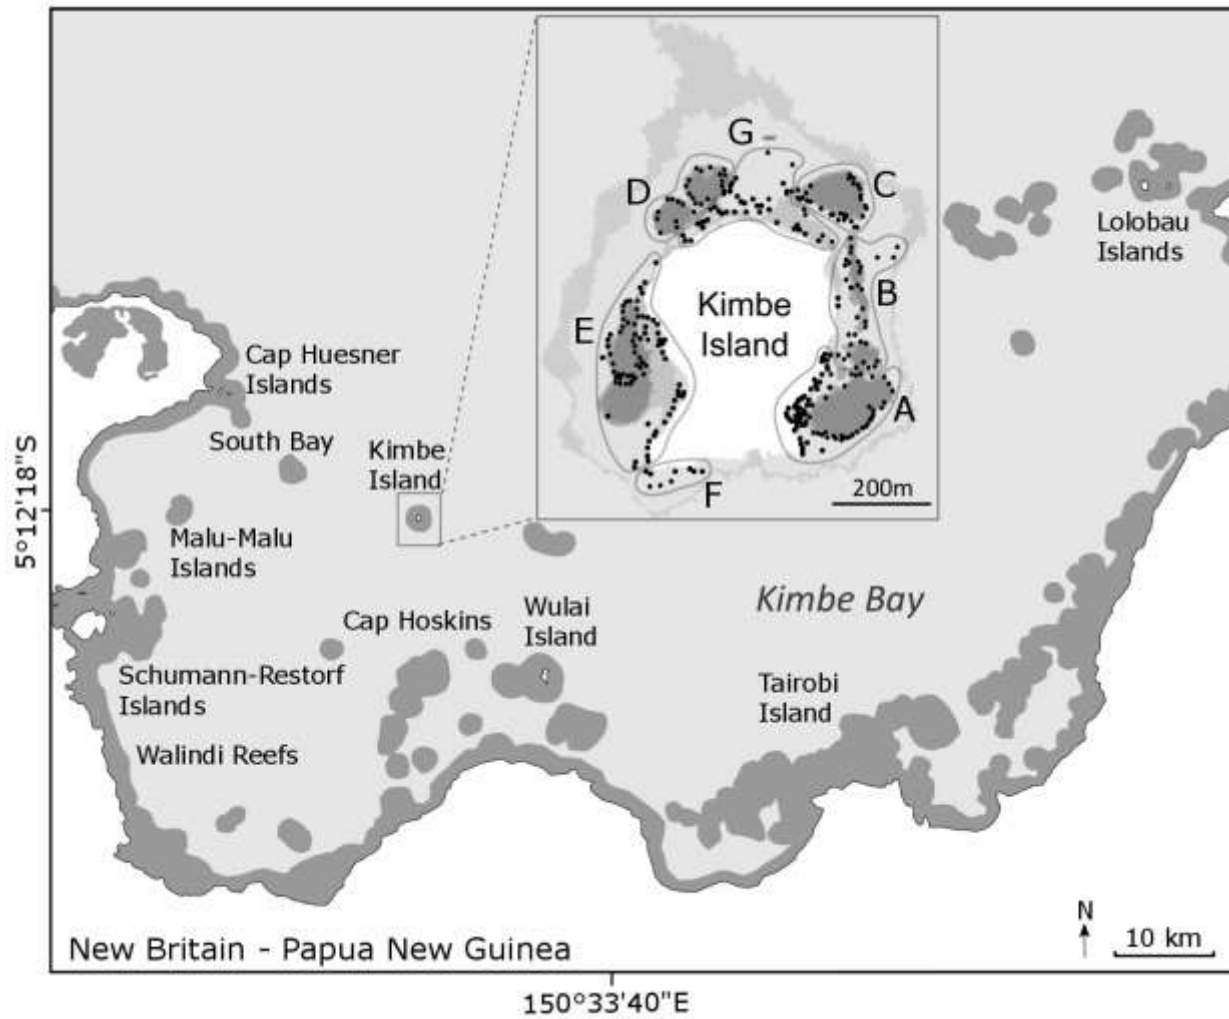 G
D
C
Kimbe
Island
B
E
A
F
200m
Lolobau
Islands
Cap Huesner
Islands
South Bay
Kimbe
Island
5°12'18"S
Malu-Malu
Islands
Kimbe Bay
Cap Hoskins
Wulai
Island
Schumann-Restorf
Islands
Tairobi
Island
Walindi Reefs
N
10 km
New Britain - Papua New Guinea
150°33'40"E